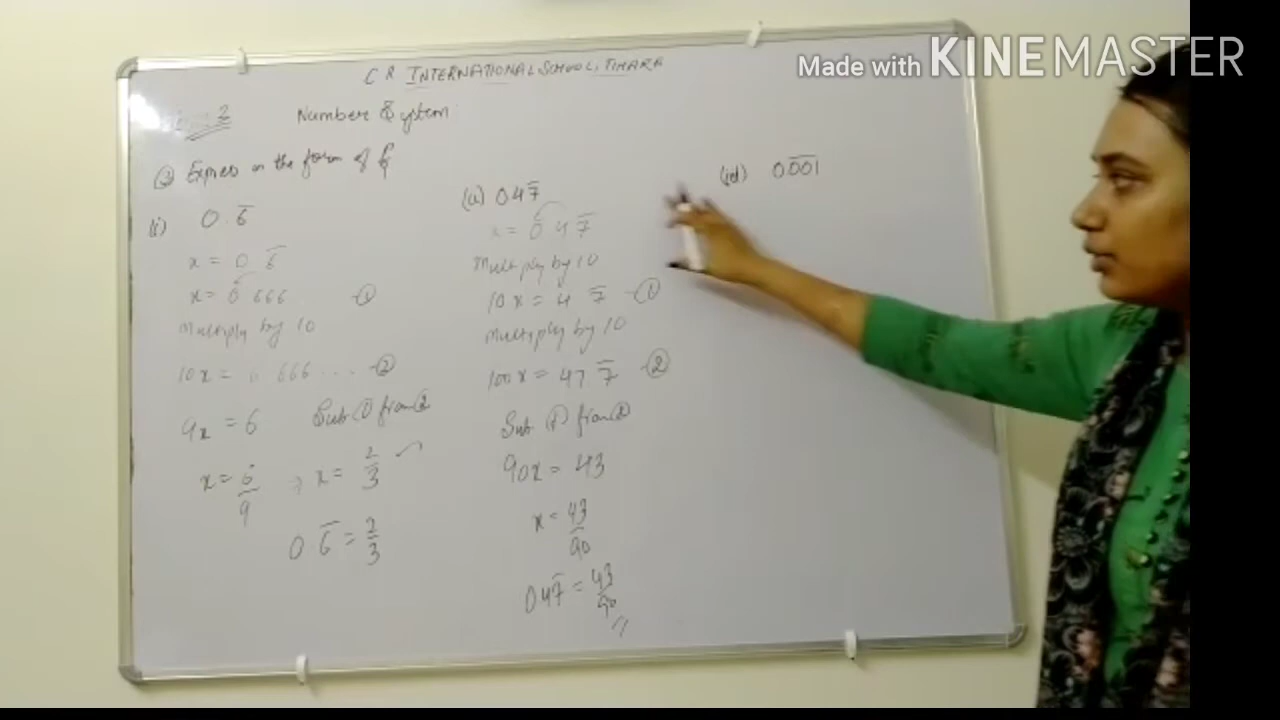 Made with KINEMASTER
C R INTERNATIONAL SCHOOL, TIHARA
2
Number System
③ Express in the form of p/q
(i) 0.6̅
x = 0.6̅
x = 0.666 -①
Multiply by 10
10x = 6.666... -②
9x = 6 Sub ① from ②
x = 6/9 ⇒ x = 2/3
0.6̅ = 2/3
(ii) 0.47̅
x = 0.47̅
Multiply by 10
10x = 4.7̅ -①
Multiply by 10
100x = 47.7̅ -②
Sub ① from ②
90x = 43
x = 43/90
0.47̅ = 43/90
(iii) 0.0̅0̅1̅